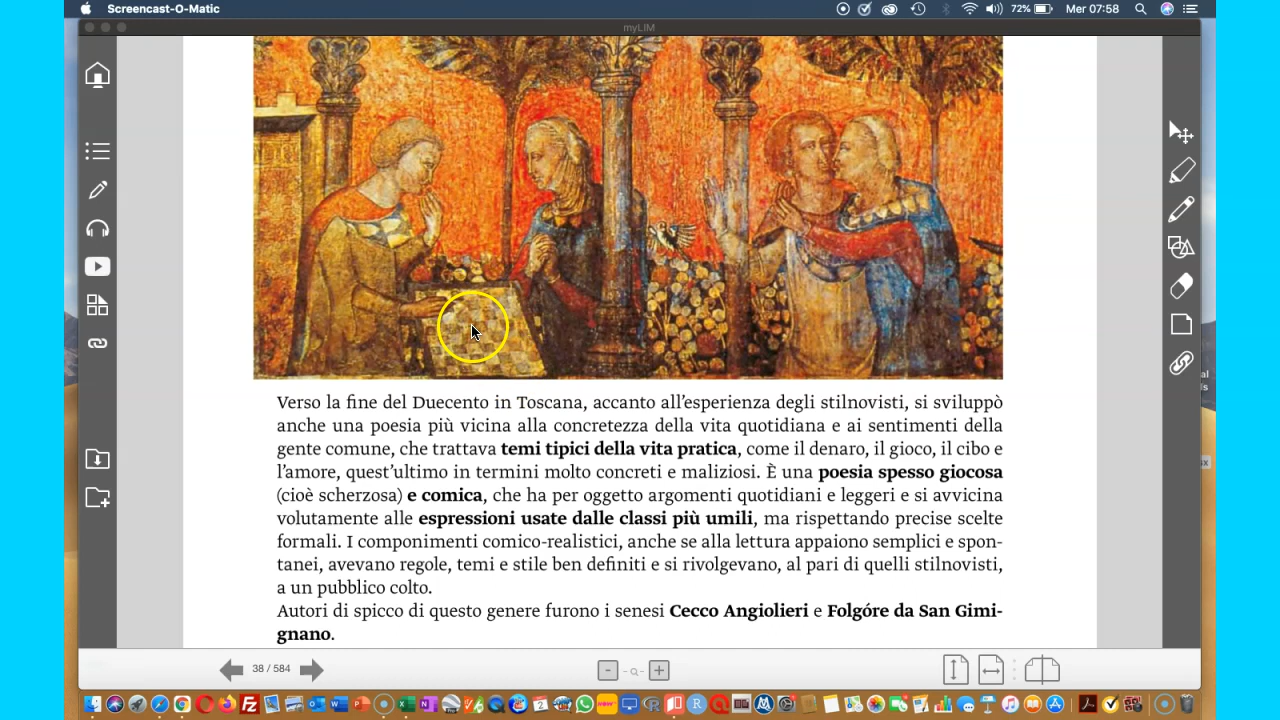 Screencast-O-Matic
72%
Mer 07:58
myLIM
Verso la fine del Duecento in Toscana, accanto all'esperienza degli stilnovisti, si sviluppò
anche una poesia più vicina alla concretezza della vita quotidiana e ai sentimenti della
gente comune, che trattava temi tipici della vita pratica, come il denaro, il gioco, il cibo e
l'amore, quest'ultimo in termini molto concreti e maliziosi. È una poesia spesso giocosa
(cioè scherzosa) e comica, che ha per oggetto argomenti quotidiani e leggeri e si avvicina
volutamente alle espressioni usate dalle classi più umili, ma rispettando precise scelte
formali. I componimenti comico-realistici, anche se alla lettura appaiono semplici e spon-
tanei, avevano regole, temi e stile ben definiti e si rivolgevano, al pari di quelli stilnovisti,
a un pubblico colto.
Autori di spicco di questo genere furono i senesi Cecco Angiolieri e Folgóre da San Gimi-
gnano.
38 / 584